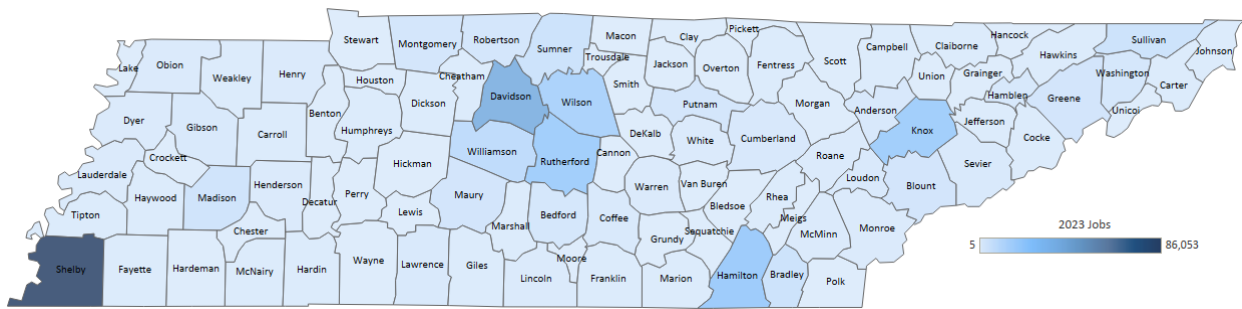 Stewart
Montgomery
Robertson
Sumner
Macon
Trousdale
Clay
Pickett
Lake
Obion
Weakley
Henry
Houston
Cheatham
Davidson
Wilson
Smith
Jackson
Overton
Fentress
Scott
Campbell
Claiborne
Hancock
Hawkins
Sullivan
Johnson
Union
Grainger
Hamblen
Greene
Washington
Carter
Unicoi
Dyer
Gibson
Carroll
Benton
Humphreys
Dickson
Williamson
Rutherford
Cannon
DeKalb
Putnam
White
Cumberland
Morgan
Anderson
Knox
Jefferson
Cocke
Sevier
Crockett
Lauderdale
Haywood
Madison
Henderson
Decatur
Perry
Hickman
Lewis
Maury
Marshall
Bedford
Coffee
Warren
Van Buren
Bledsoe
Rhea
Meigs
Roane
Loudon
Blount
Monroe
McMinn
Tipton
Chester
Sequatchie
Grundy
Moore
Shelby
Fayette
Hardeman
McNairy
Hardin
Wayne
Lawrence
Giles
Lincoln
Franklin
Marion
Hamilton
Bradley
Polk
2023 Jobs
5
86,053